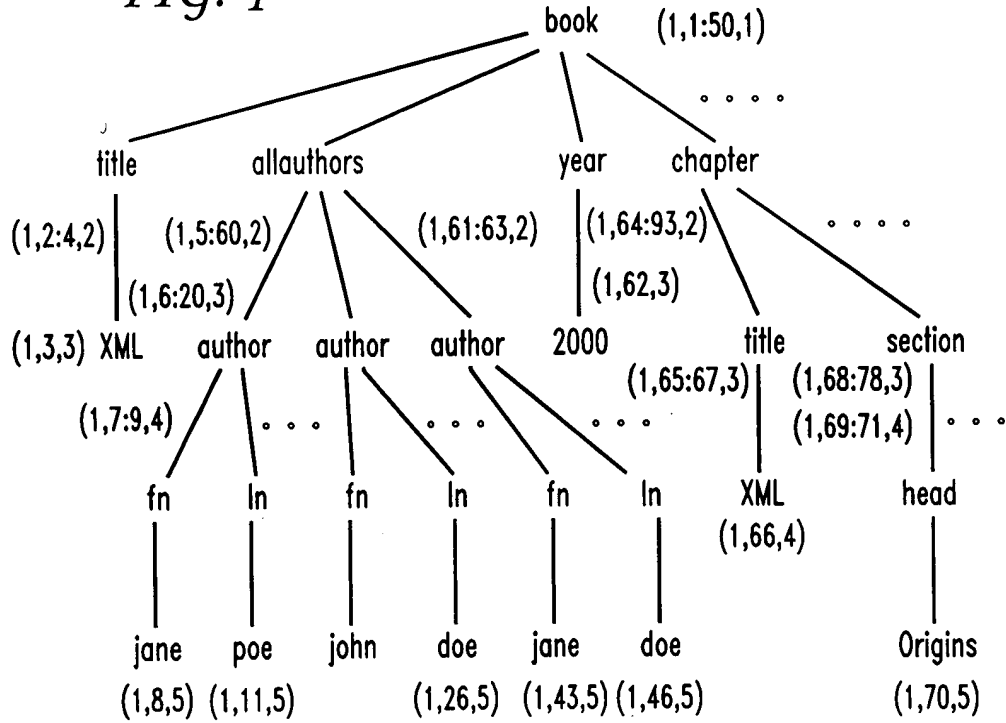 Fig. 1
book (1,1:50,1)
title allauthors year chapter
(1,2:4,2) (1,5:60,2) (1,61:63,2) (1,64:93,2)
(1,6:20,3) (1,62,3)
(1,3,3) XML author author author 2000 title section
(1,65:67,3) (1,68:78,3)
(1,7:9,4) (1,69:71,4)
fn ln fn ln fn ln XML head
(1,66,4)
jane poe john doe jane doe Origins
(1,8,5) (1,11,5) (1,26,5) (1,43,5) (1,46,5) (1,70,5)